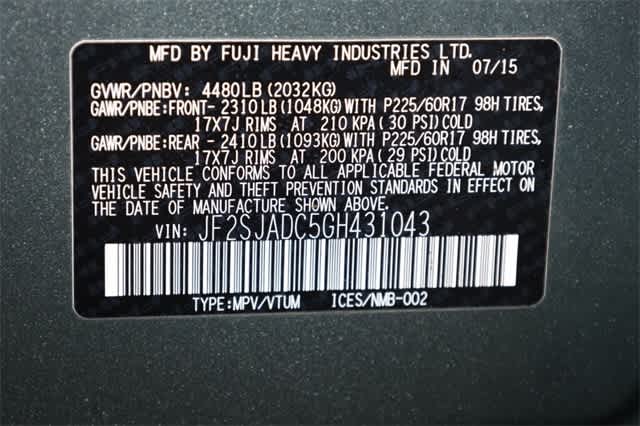 MFD BY FUJI HEAVY INDUSTRIES LTD.
MFD IN 07/15
GVWR/PNBV: 4480LB (2032KG)
GAWR/PNBE:FRONT- 2310 LB (1048KG) WITH P225/60R17 98H TIRES,
17X7J RIMS AT 210 KPA ( 30 PSI) COLD
GAWR/PNBE:REAR - 2410 LB (1093KG) WITH P225/60R17 98H TIRES,
17X7J RIMS AT 200 KPA ( 29 PSI) COLD
THIS VEHICLE CONFORMS TO ALL APPLICABLE FEDERAL MOTOR
VEHICLE SAFETY AND THEFT PREVENTION STANDARDS IN EFFECT ON
THE DATE OF MANUFACTURE SHOWN ABOVE.
VIN: JF2SJADC5GH431043
TYPE:MPV/VTUM ICES/NMB-002